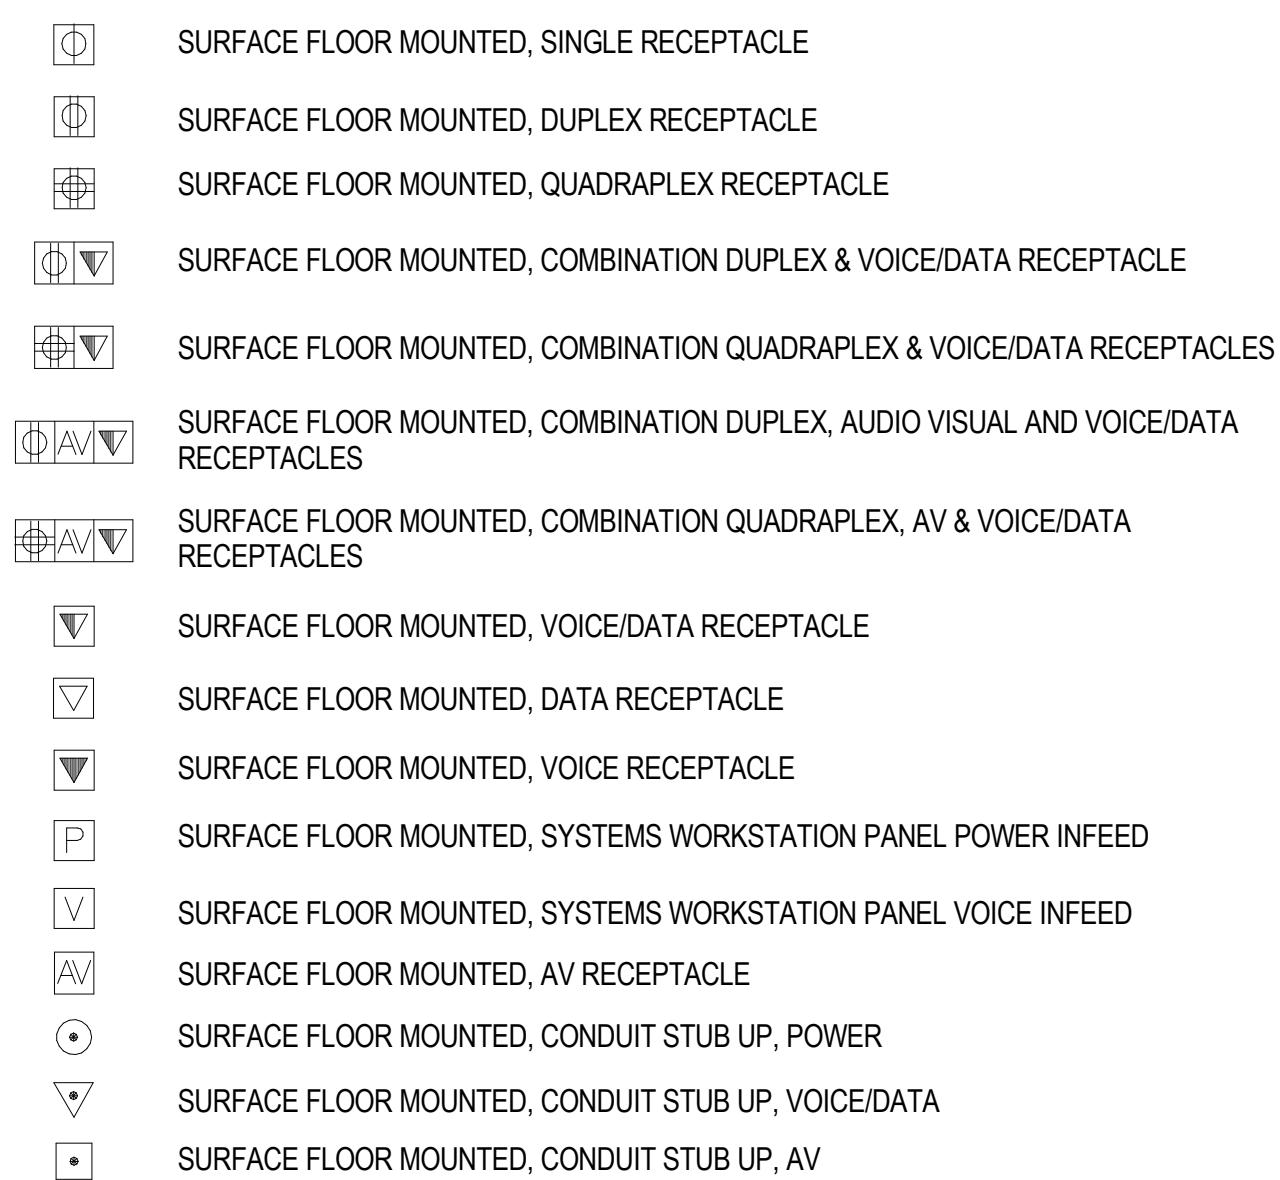 SURFACE FLOOR MOUNTED, SINGLE RECEPTACLE
SURFACE FLOOR MOUNTED, DUPLEX RECEPTACLE
SURFACE FLOOR MOUNTED, QUADRAPLEX RECEPTACLE
SURFACE FLOOR MOUNTED, COMBINATION DUPLEX & VOICE/DATA RECEPTACLE
SURFACE FLOOR MOUNTED, COMBINATION QUADRAPLEX & VOICE/DATA RECEPTACLES
AV SURFACE FLOOR MOUNTED, COMBINATION DUPLEX, AUDIO VISUAL AND VOICE/DATA
RECEPTACLES
AV SURFACE FLOOR MOUNTED, COMBINATION QUADRAPLEX, AV & VOICE/DATA
RECEPTACLES
SURFACE FLOOR MOUNTED, VOICE/DATA RECEPTACLE
SURFACE FLOOR MOUNTED, DATA RECEPTACLE
SURFACE FLOOR MOUNTED, VOICE RECEPTACLE
P SURFACE FLOOR MOUNTED, SYSTEMS WORKSTATION PANEL POWER INFEED
V SURFACE FLOOR MOUNTED, SYSTEMS WORKSTATION PANEL VOICE INFEED
AV SURFACE FLOOR MOUNTED, AV RECEPTACLE
SURFACE FLOOR MOUNTED, CONDUIT STUB UP, POWER
SURFACE FLOOR MOUNTED, CONDUIT STUB UP, VOICE/DATA
SURFACE FLOOR MOUNTED, CONDUIT STUB UP, AV